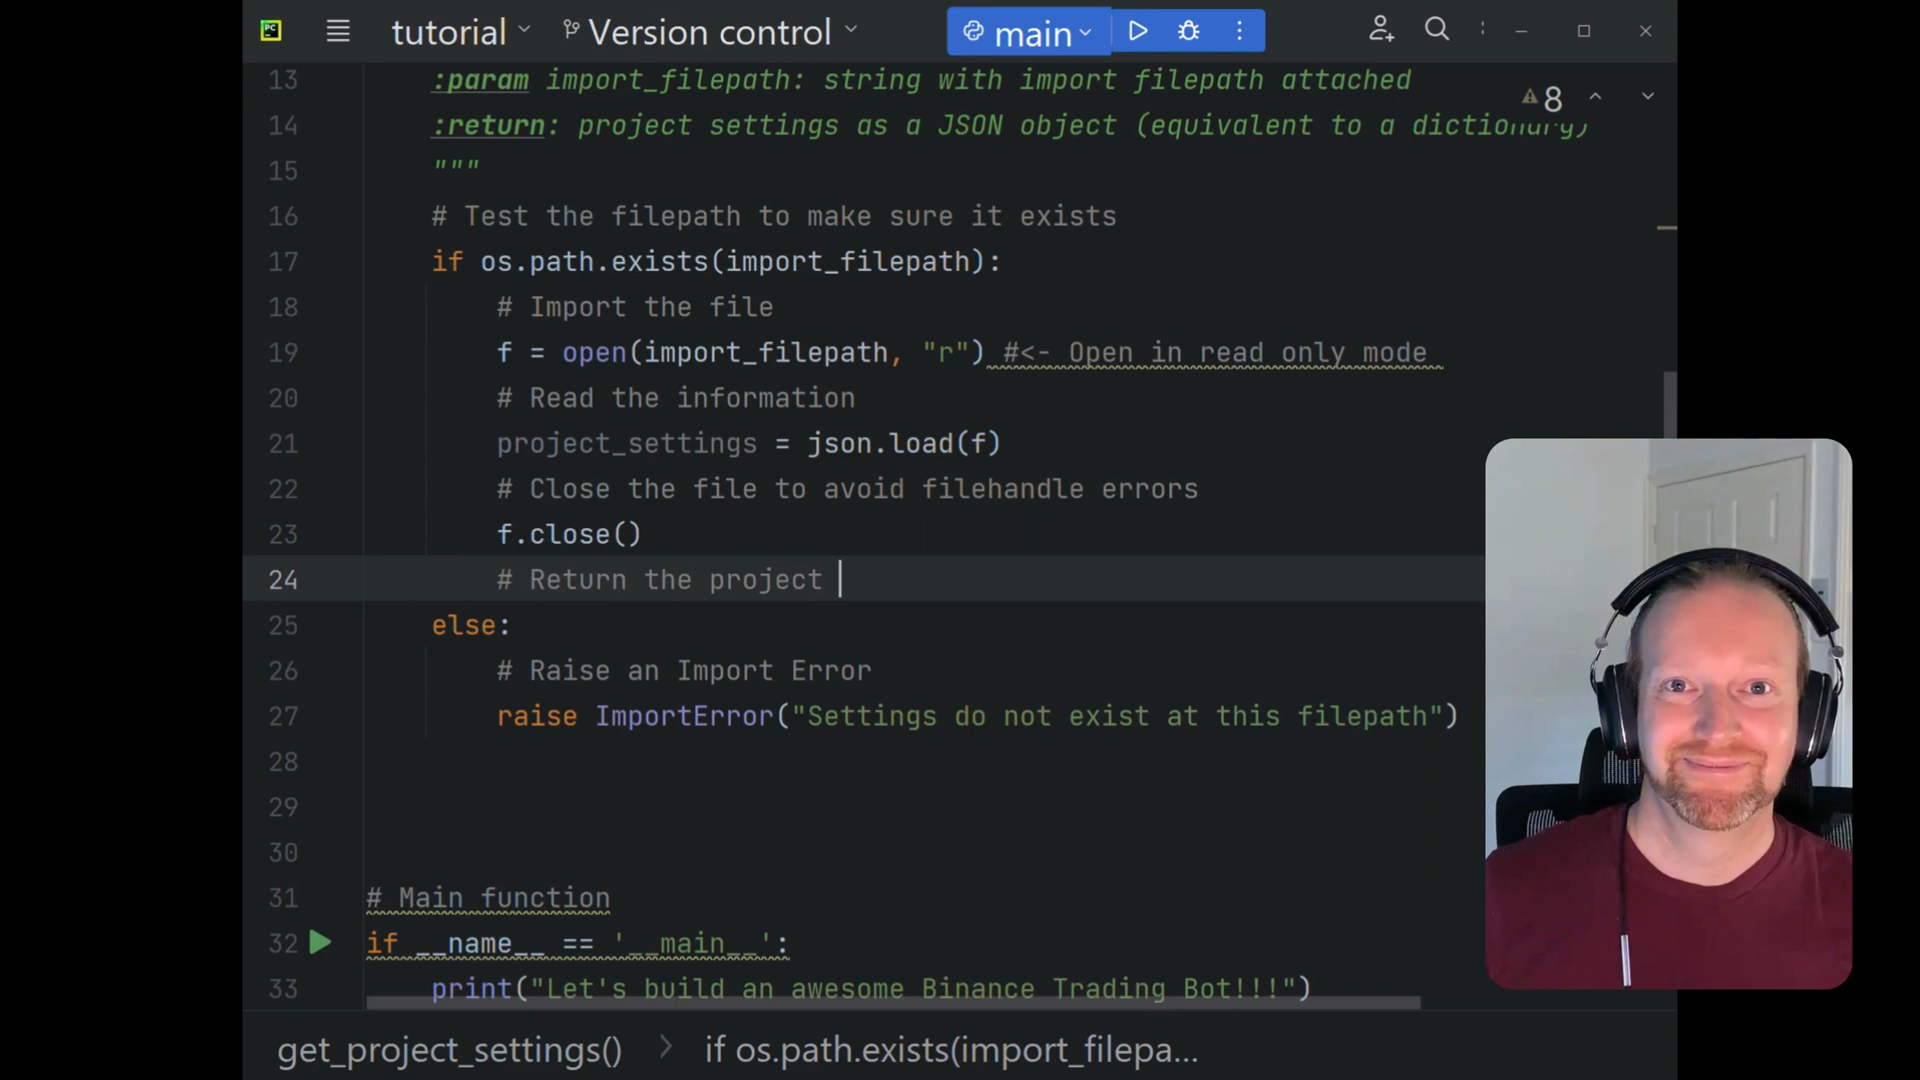 PC
tutorial
Version control
main
8
13 :param import_filepath: string with import filepath attached
14 :return: project settings as a JSON object (equivalent to a dictionary)
15 """
16 # Test the filepath to make sure it exists
17 if os.path.exists(import_filepath):
18 # Import the file
19 f = open(import_filepath, "r") #<- Open in read only mode
20 # Read the information
21 project_settings = json.load(f)
22 # Close the file to avoid filehandle errors
23 f.close()
24 # Return the project
25 else:
26 # Raise an Import Error
27 raise ImportError("Settings do not exist at this filepath")
28
29
30
31 # Main function
32 if __name__ == '__main__':
33 print("Let's build an awesome Binance Trading Bot!!!")
get_project_settings() > if os.path.exists(import_filepa...